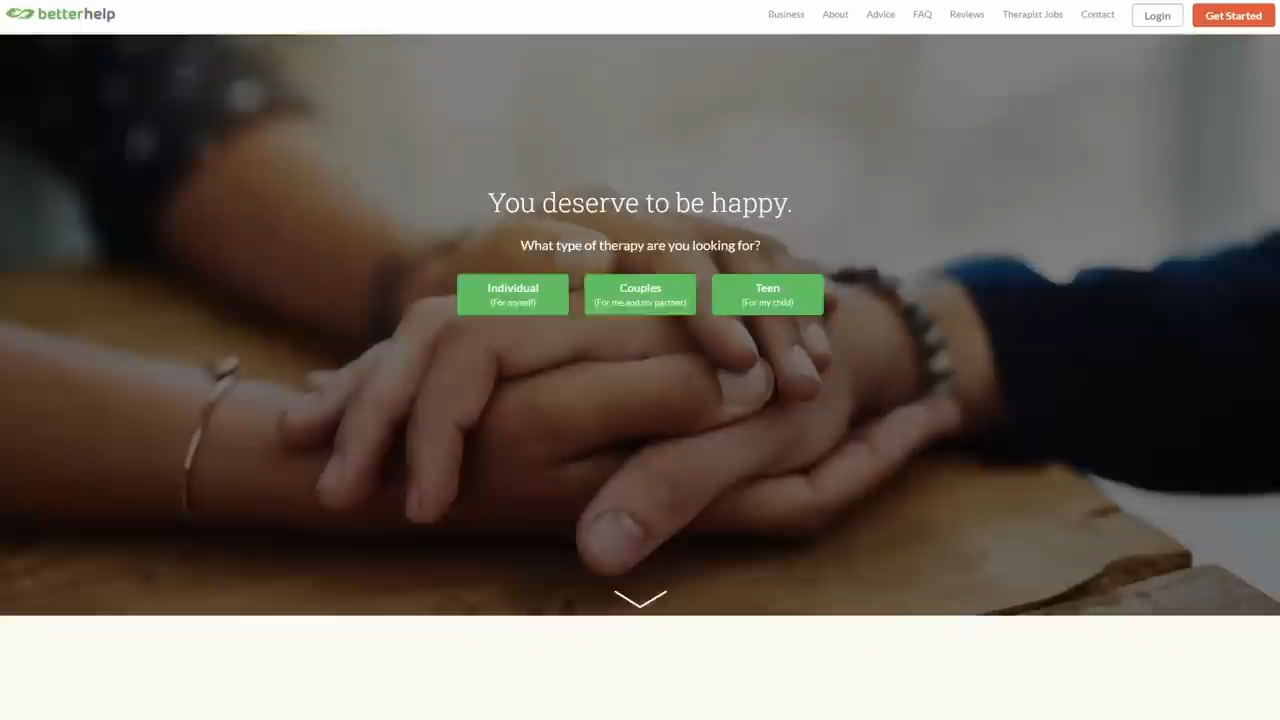 betterhelp
Business About Advice FAQ Reviews Therapist Jobs Contact Login Get Started
You deserve to be happy.
What type of therapy are you looking for?
Individual Couples Teen
(For myself) (For me and my partner) (For my child)